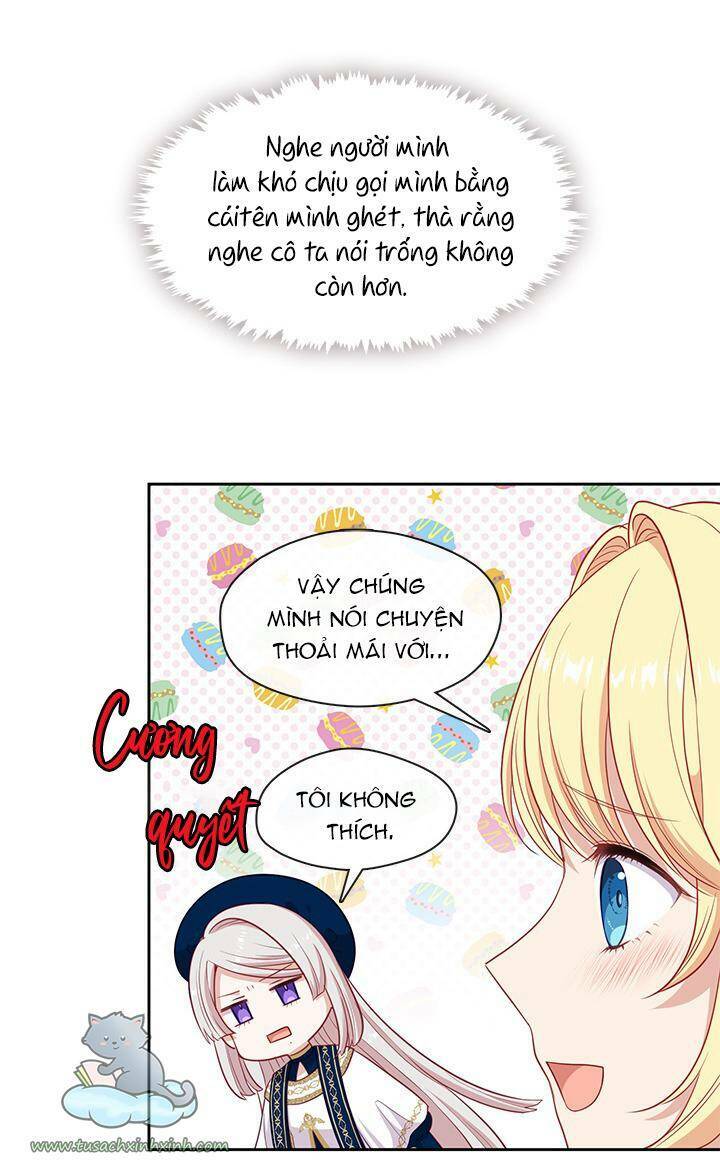 Nghe người mình
làm khó chịu gọi mình bằng
cáitên mình ghét, thà rằng
nghe cô ta nói trống không
còn hơn.
VẬY CHÚNG
MÌNH NÓI CHUYỆN
THOẢI MÁI VỚI...
Cương
quyết
TÔI KHÔNG
THÍCH.
www.tusachxinhxinh.com